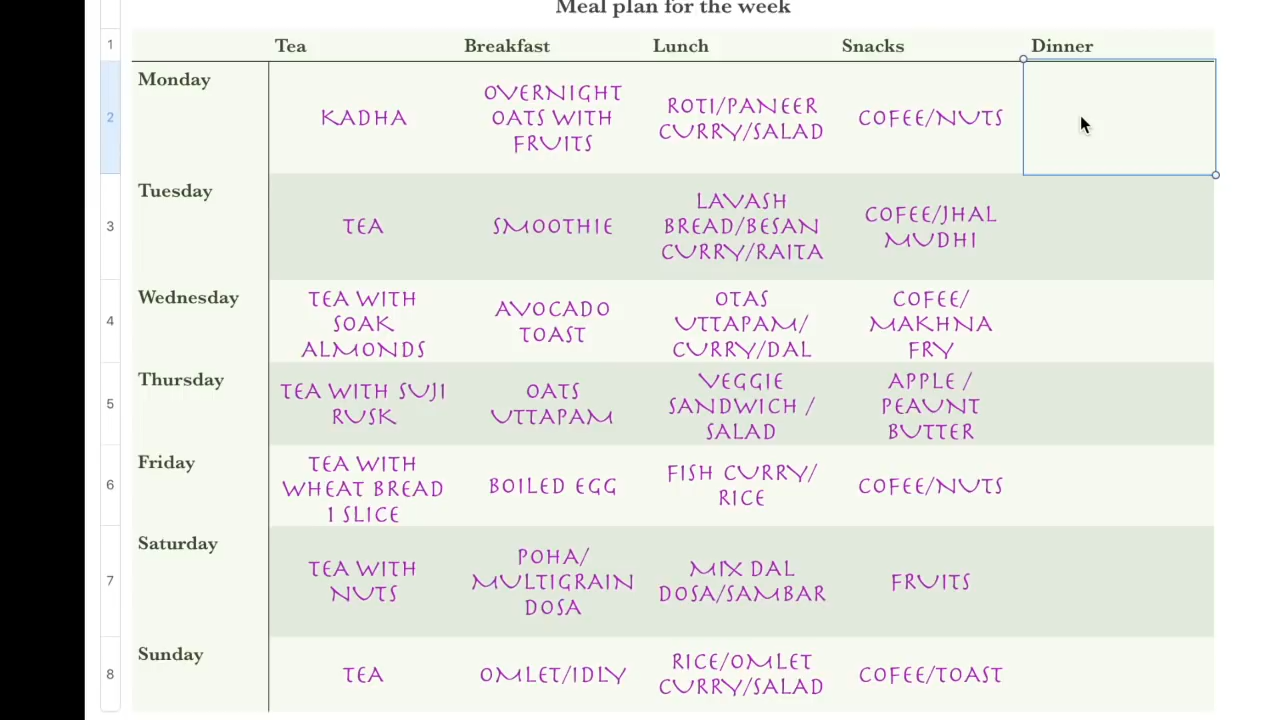 Meal plan for the week
1 Tea Breakfast Lunch Snacks Dinner
Monday
2
KADHA
OVERNIGHT
OATS WITH
FRUITS
ROTI/PANEER
CURRY/SALAD
COFEE/NUTS
Tuesday
3
TEA
SMOOTHIE
LAVASH
BREAD/BESAN
CURRY/RAITA
COFEE/JHAL
MUDHI
Wednesday
4
TEA WITH
SOAK
ALMONDS
AVOCADO
TOAST
OTAS
UTTAPAM/
CURRY/DAL
COFEE/
MAKHNA
FRY
Thursday
5
TEA WITH SUJI
RUSK
OATS
UTTAPAM
VEGGIE
SANDWICH /
SALAD
APPLE /
PEAUNT
BUTTER
Friday
6
TEA WITH
WHEAT BREAD
1 SLICE
BOILED EGG
FISH CURRY/
RICE
COFEE/NUTS
Saturday
7
TEA WITH
NUTS
POHA/
MULTIGRAIN
DOSA
MIX DAL
DOSA/SAMBAR
FRUITS
Sunday
8
TEA
OMLET/IDLY
RICE/OMLET
CURRY/SALAD
COFEE/TOAST